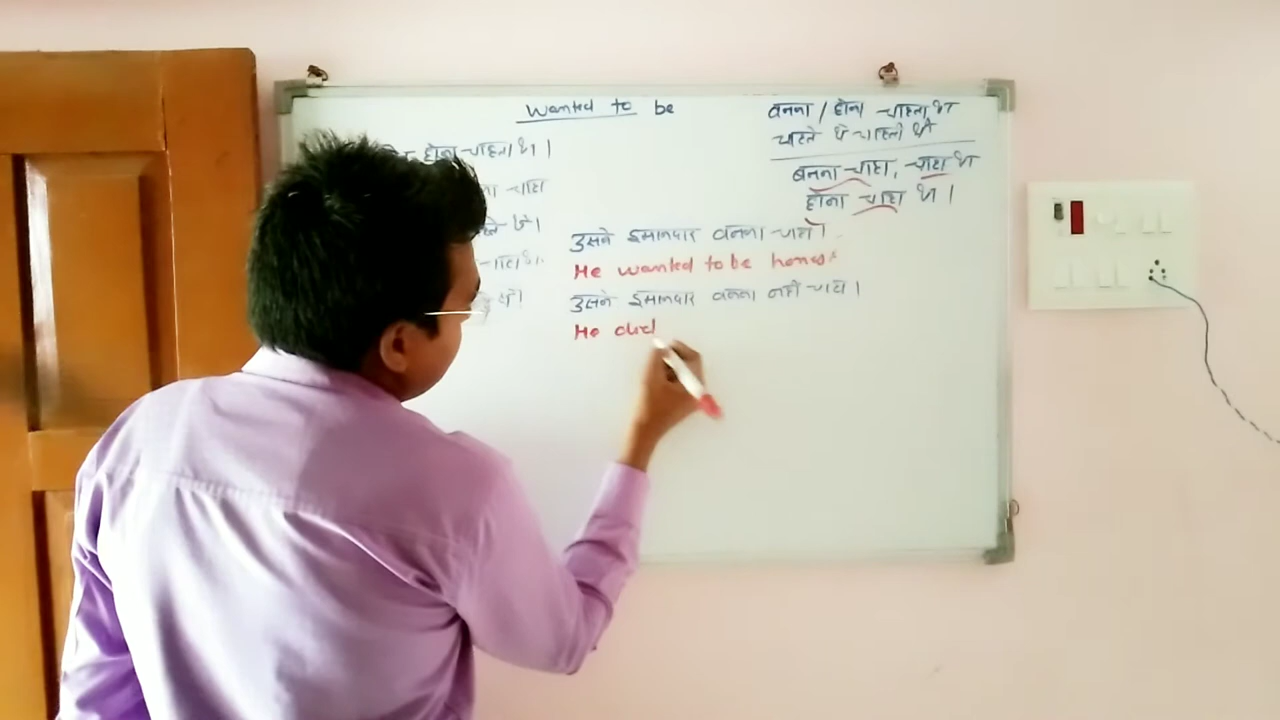 Wanted to be
बनना / होना चाहता था
चाहते थे चाहती थी
बनना चाहा, चाहा था
होना चाहा था ।
होना चाहता था ।
चाहा
थे ।
उसने ईमानदार बनना चाहा ।
He wanted to be honest
उसने ईमानदार बनना नहीं चाहा ।
He did